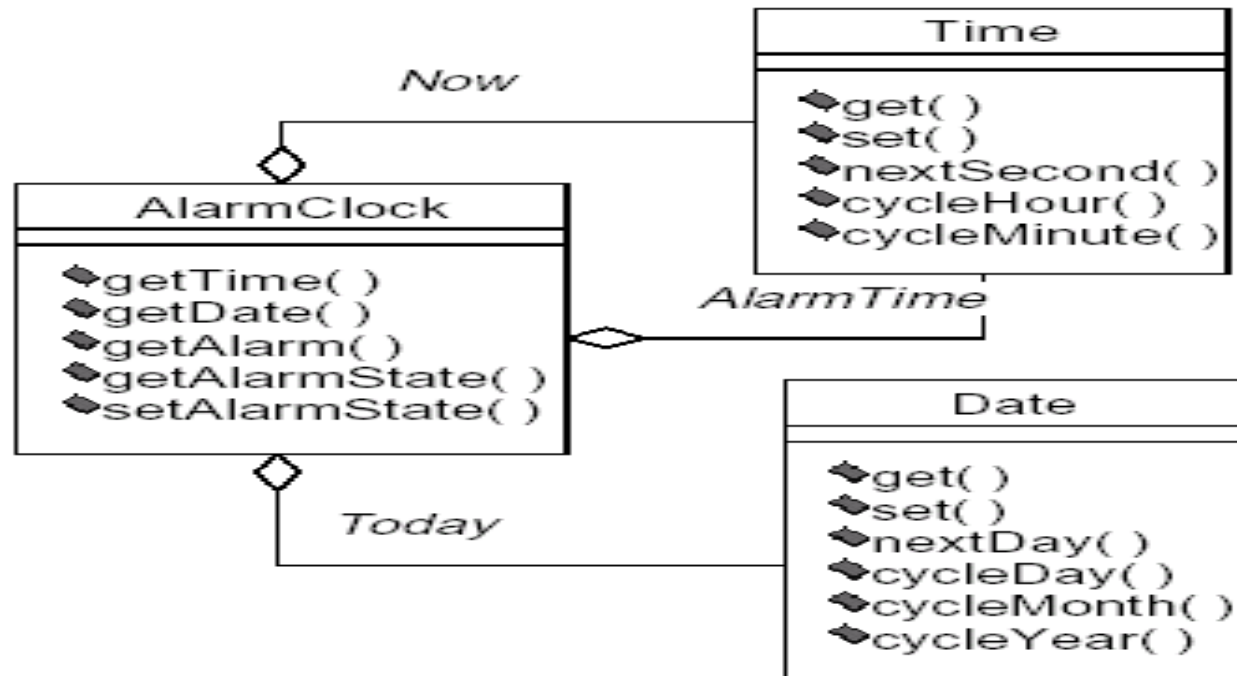 Time
get( )
set( )
nextSecond( )
cycleHour( )
cycleMinute( )
Now
AlarmClock
getTime( )
getDate( )
getAlarm( )
getAlarmState( )
setAlarmState( )
AlarmTime
Date
get( )
set( )
nextDay( )
cycleDay( )
cycleMonth( )
cycleYear( )
Today